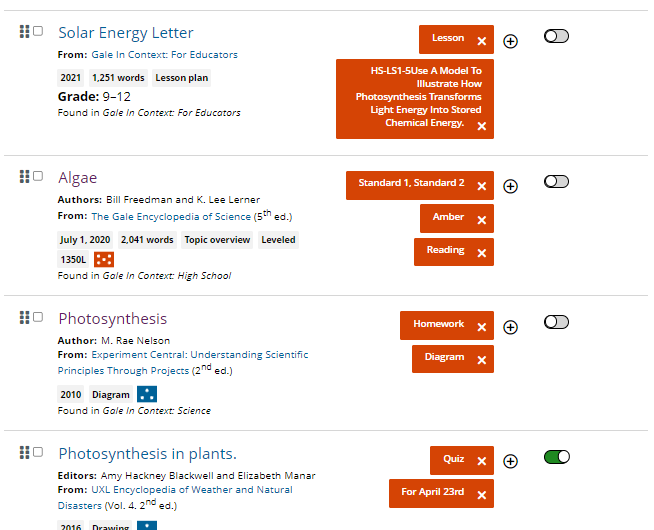 Solar Energy Letter
From: Gale In Context: For Educators
2021 1,251 words Lesson plan
Grade: 9–12
Found in Gale In Context: For Educators
Lesson ×
HS-LS1-5Use A Model To
Illustrate How
Photosynthesis Transforms
Light Energy Into Stored
Chemical Energy. ×
Algae
Authors: Bill Freedman and K. Lee Lerner
From: The Gale Encyclopedia of Science (5th ed.)
July 1, 2020 2,041 words Topic overview Leveled
1350L
Found in Gale In Context: High School
Standard 1, Standard 2 ×
Amber ×
Reading ×
Photosynthesis
Author: M. Rae Nelson
From: Experiment Central: Understanding Scientific
Principles Through Projects (2nd ed.)
2010 Diagram
Found in Gale In Context: Science
Homework ×
Diagram ×
Photosynthesis in plants.
Editors: Amy Hackney Blackwell and Elizabeth Manar
From: UXL Encyclopedia of Weather and Natural
Disasters (Vol. 4. 2nd ed.)
2016 Drawing
Quiz ×
For April 23rd ×